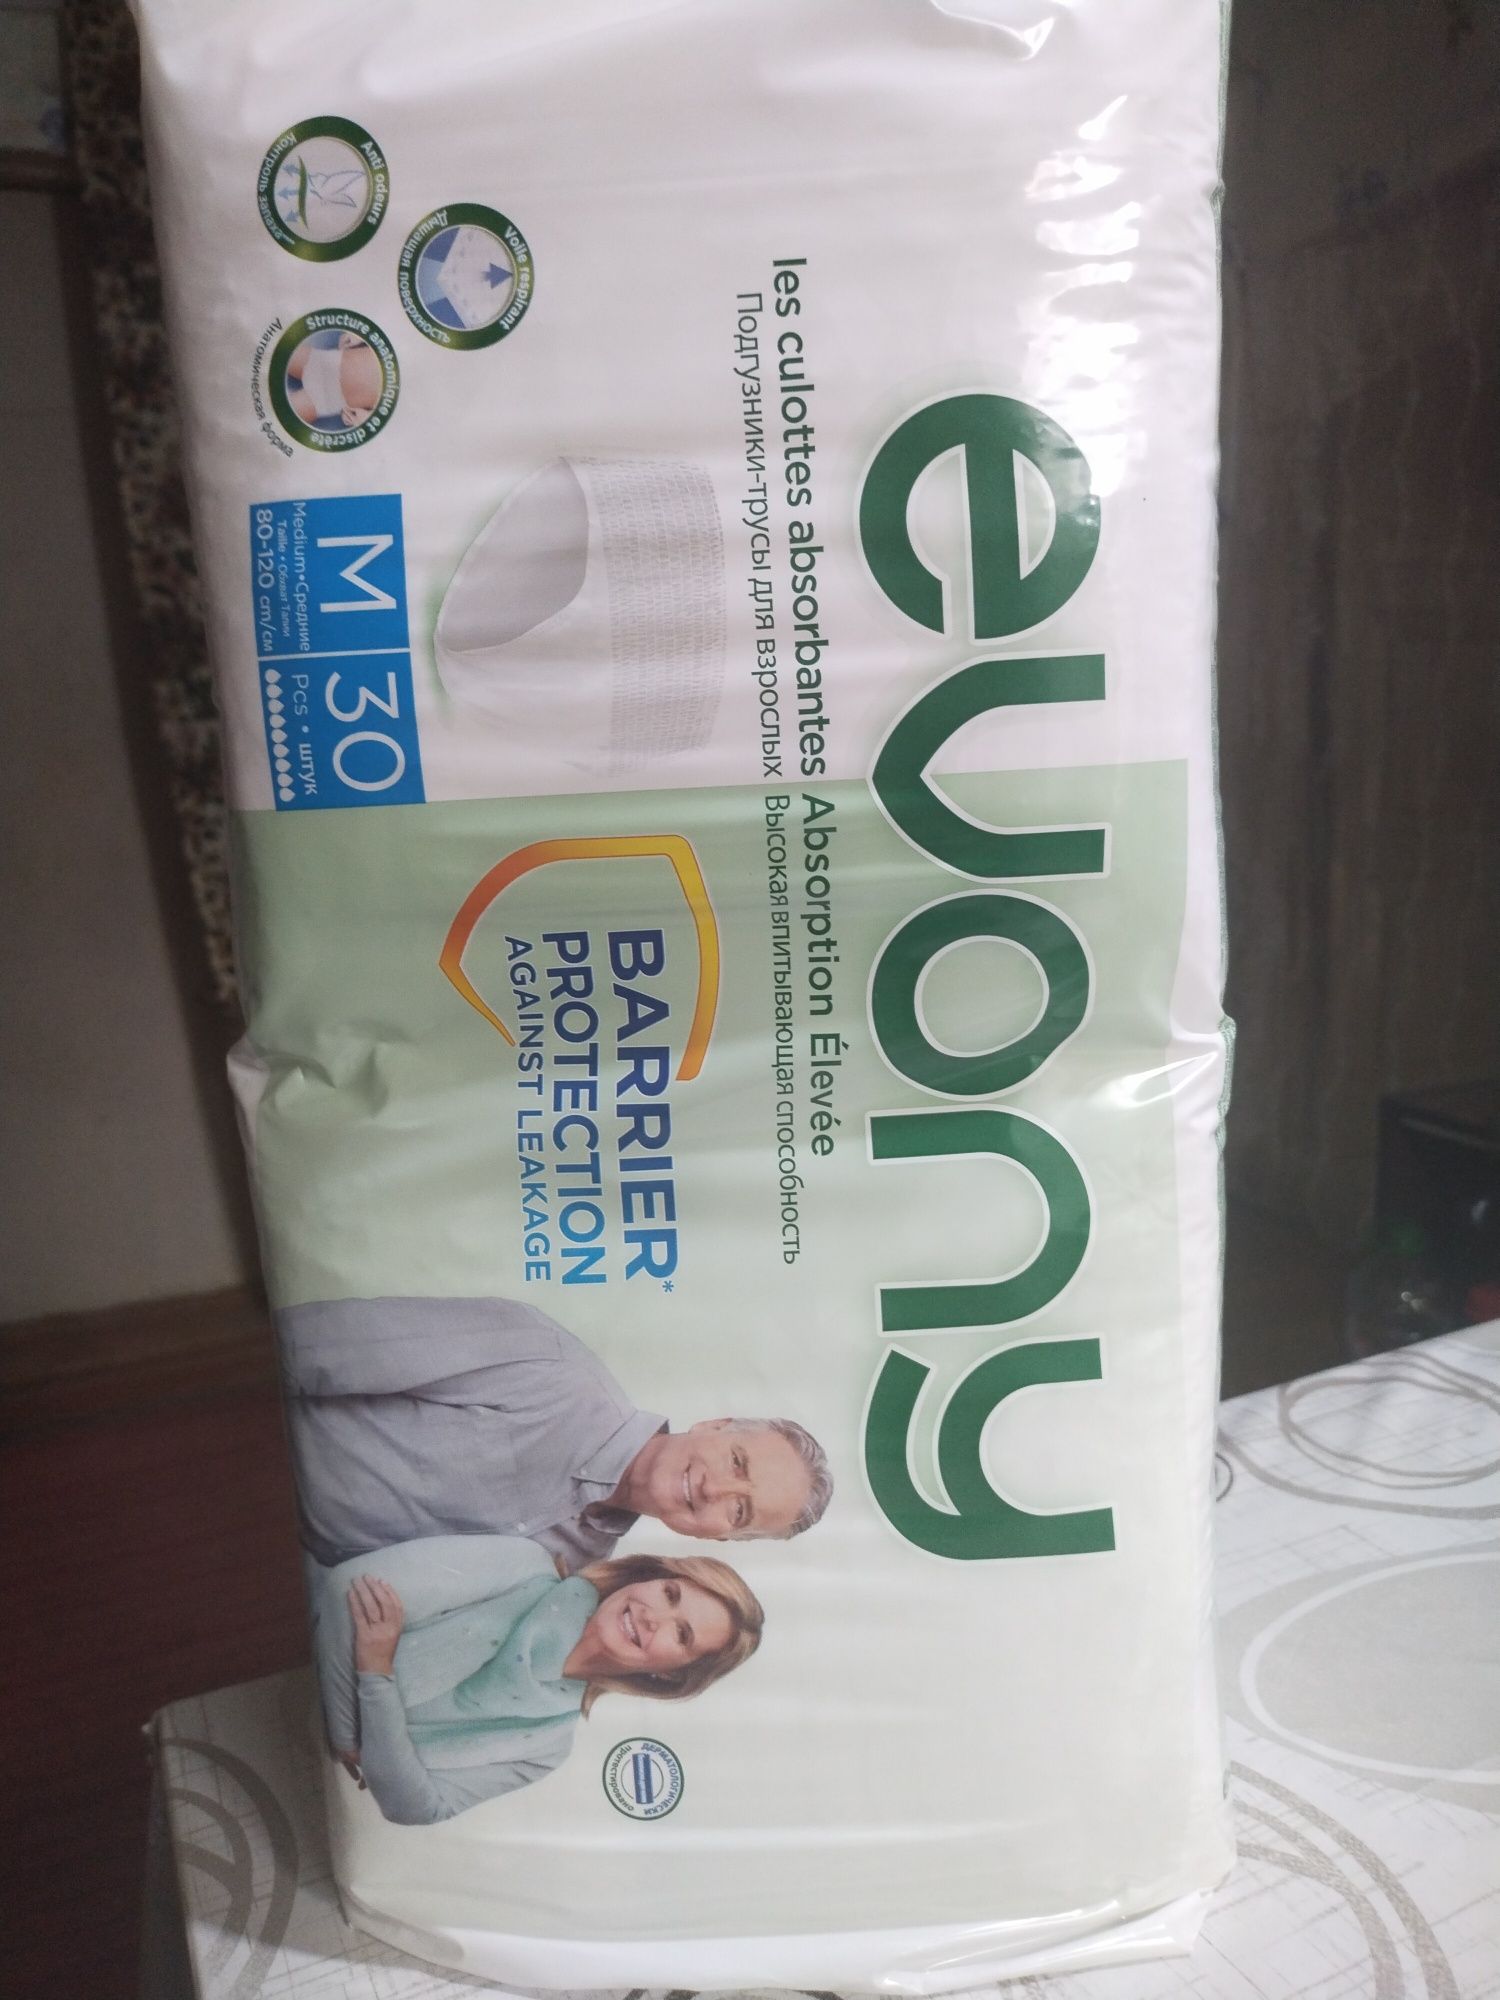 evony
les culottes absorbantes Absorption Élevée
Подгузники-трусы для взрослых Высокая впитывающая способность
BARRIER*
PROTECTION
AGAINST LEAKAGE
Voile respirant
Дышащая поверхность
Anti odeurs
Контроль запаха
Structure anatomique et discrète
Анатомическая форма
M 30
Medium•Средние Pcs • штук
Taille • Обхват Талии
80-120 cm/см
ДЕРМАТОЛОГИЧЕСКИ
протестировано